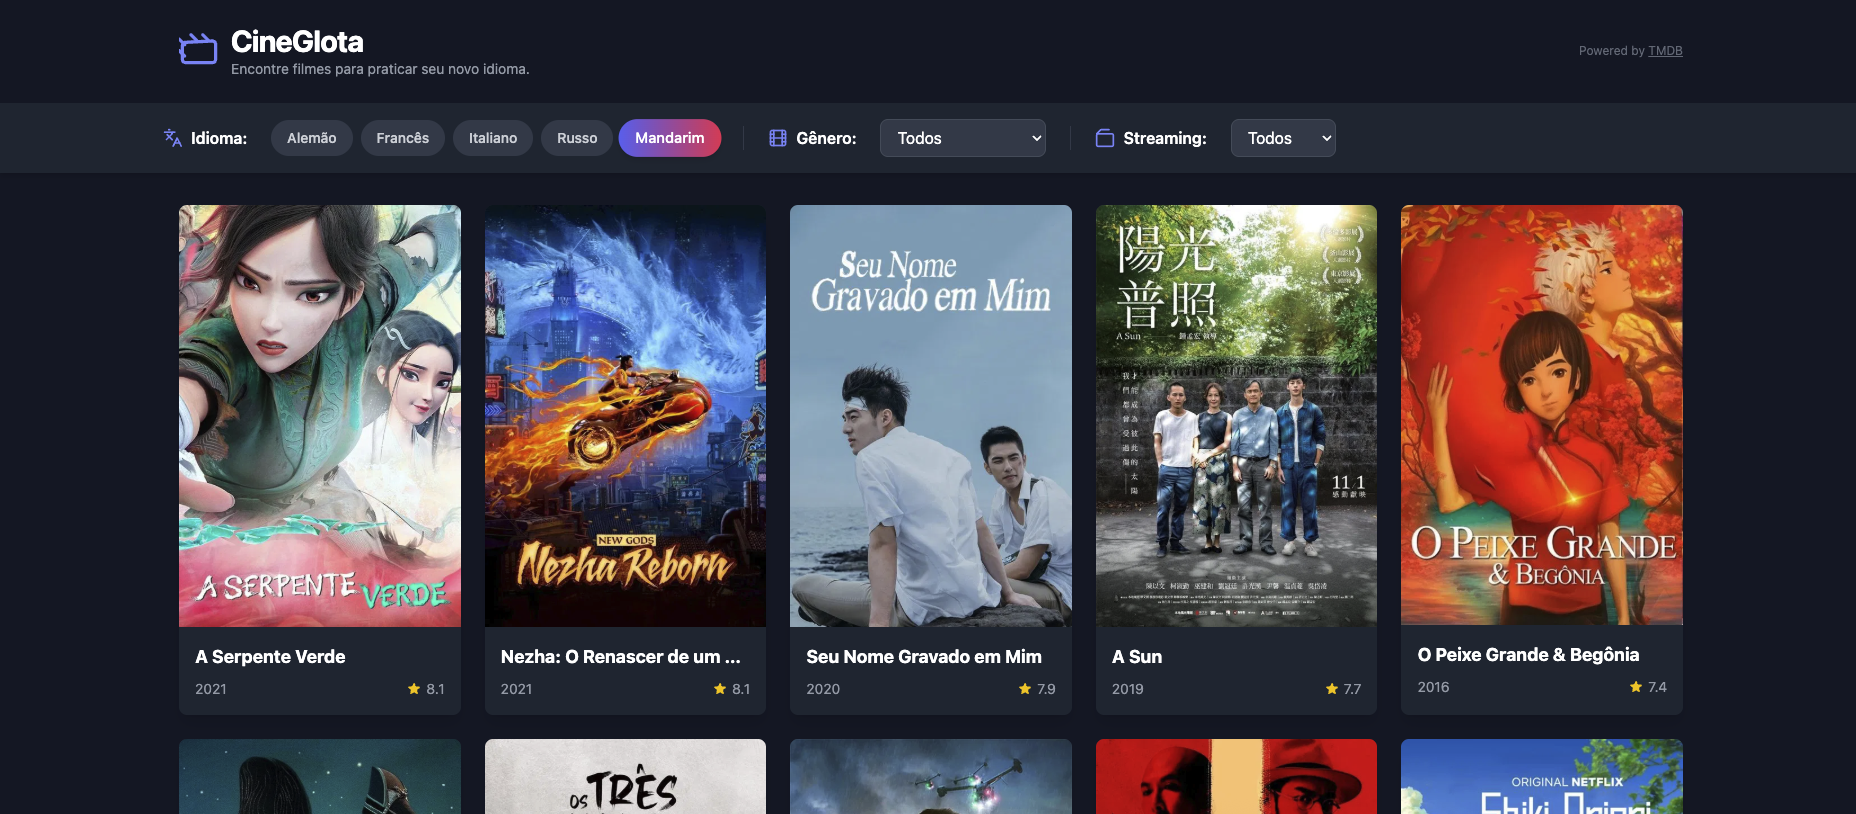 CineGlota
Encontre filmes para praticar seu novo idioma.
Powered by TMDB
Idioma:
Alemão
Francês
Italiano
Russo
Mandarim
Gênero:
Todos
Streaming:
Todos
A SERPENTE VERDE
A Serpente Verde
2021
8.1
NEW GODS
Nezha Reborn
Nezha: O Renascer de um ...
2021
8.1
Seu Nome
Gravado em Mim
Seu Nome Gravado em Mim
2020
7.9
陽光
普照
A Sun
11 1
A Sun
2019
7.7
O PEIXE GRANDE
& BEGÔNIA
O Peixe Grande & Begônia
2016
7.4
OS TRÊS
ORIGINAL NETFLIX